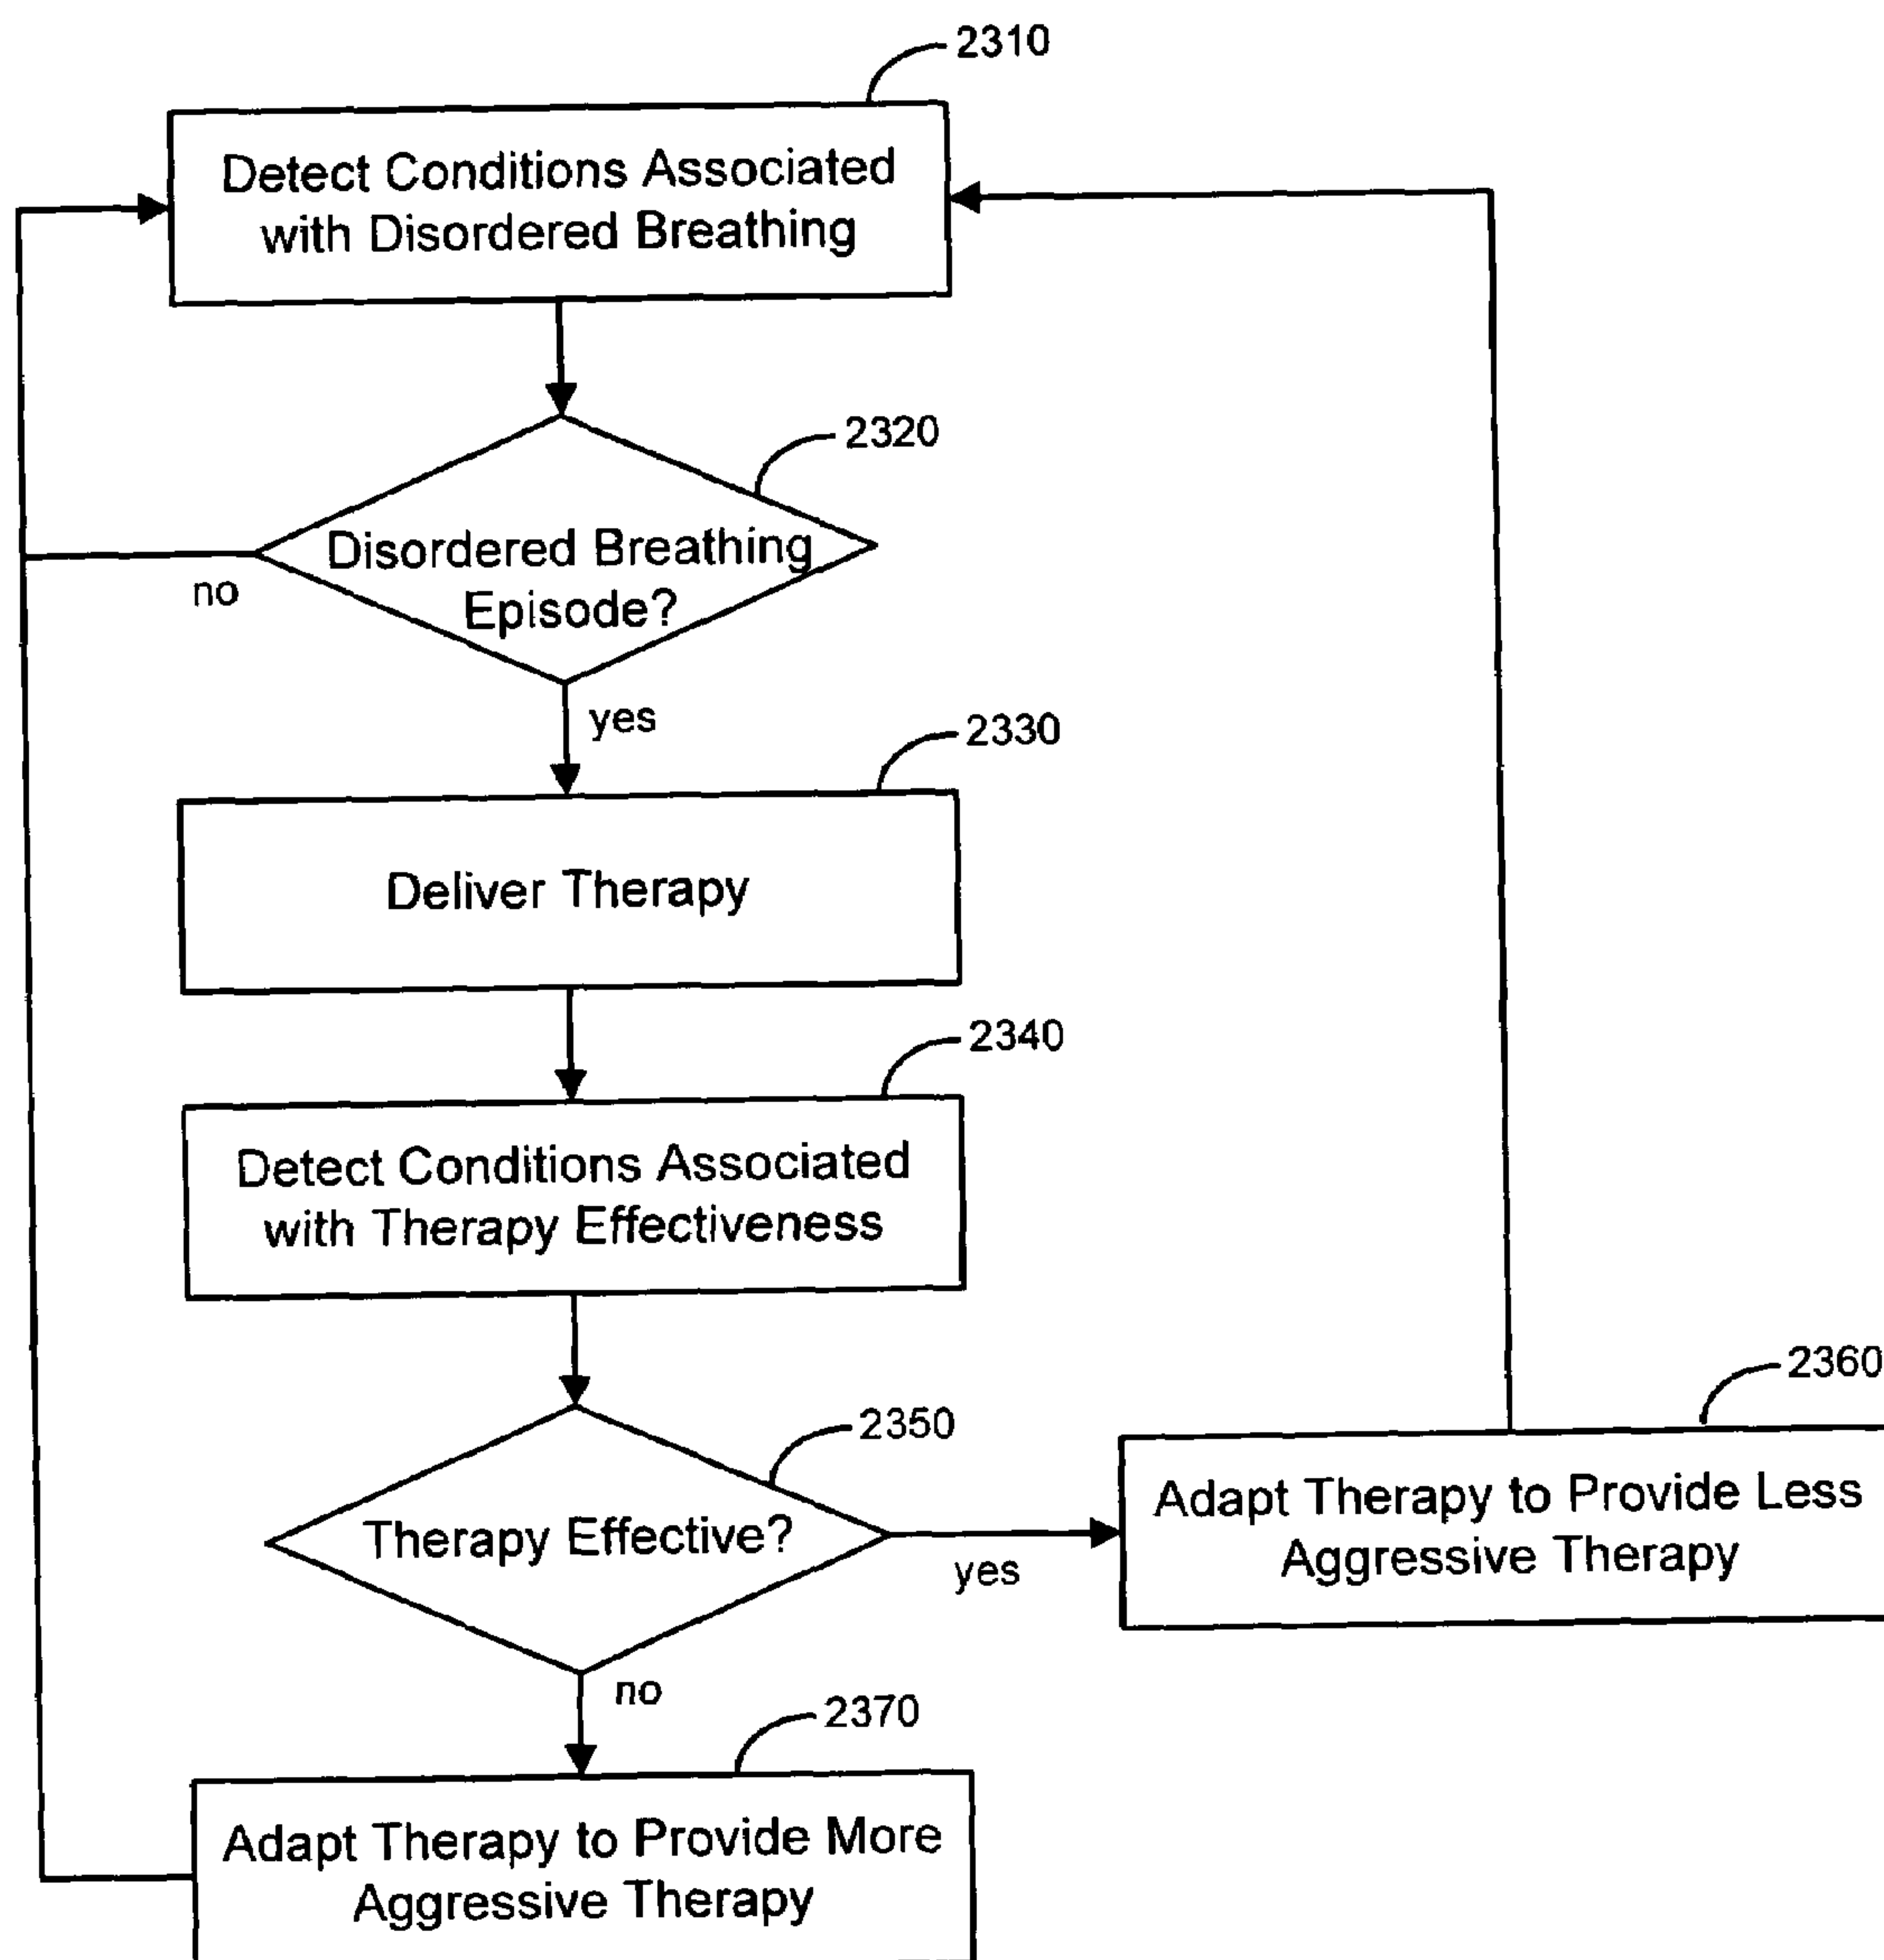 2310
Detect Conditions Associated
with Disordered Breathing
2320
Disordered Breathing
Episode?
no
yes
2330
Deliver Therapy
2340
Detect Conditions Associated
with Therapy Effectiveness
2350
Therapy Effective?
yes
2360
Adapt Therapy to Provide Less
Aggressive Therapy
no
2370
Adapt Therapy to Provide More
Aggressive Therapy